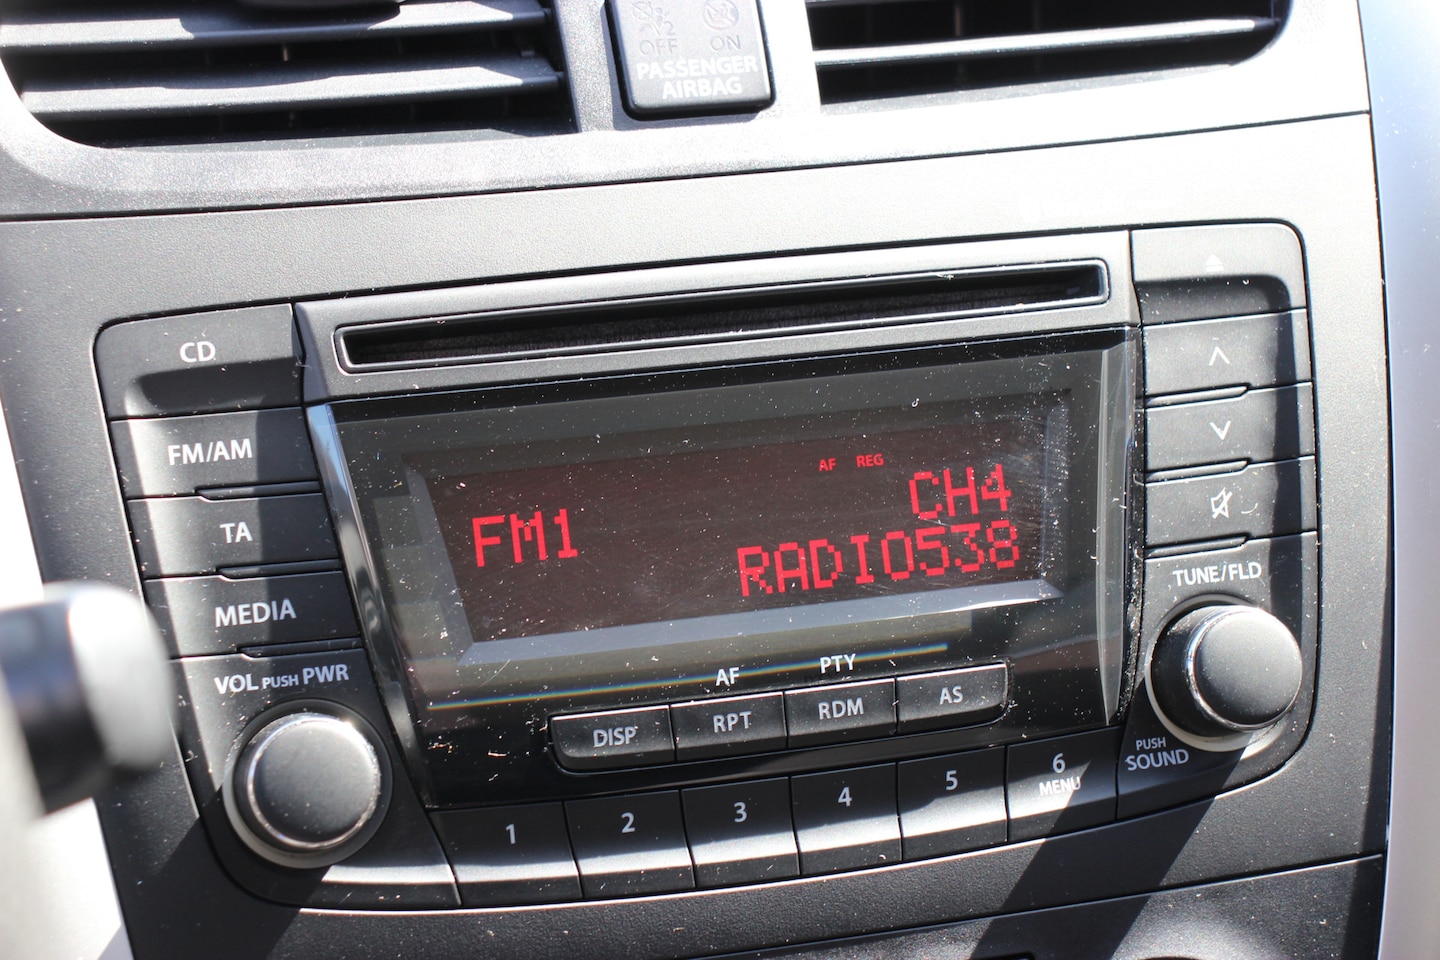 OFF ON
PASSENGER
AIRBAG
CD
FM/AM
TA
MEDIA
VOL PUSH PWR
AF REG
FM1
CH4
RADIO538
AF PTY
DISP RPT RDM AS
1 2 3 4 5 6
MENU
TUNE/FLD
PUSH
SOUND